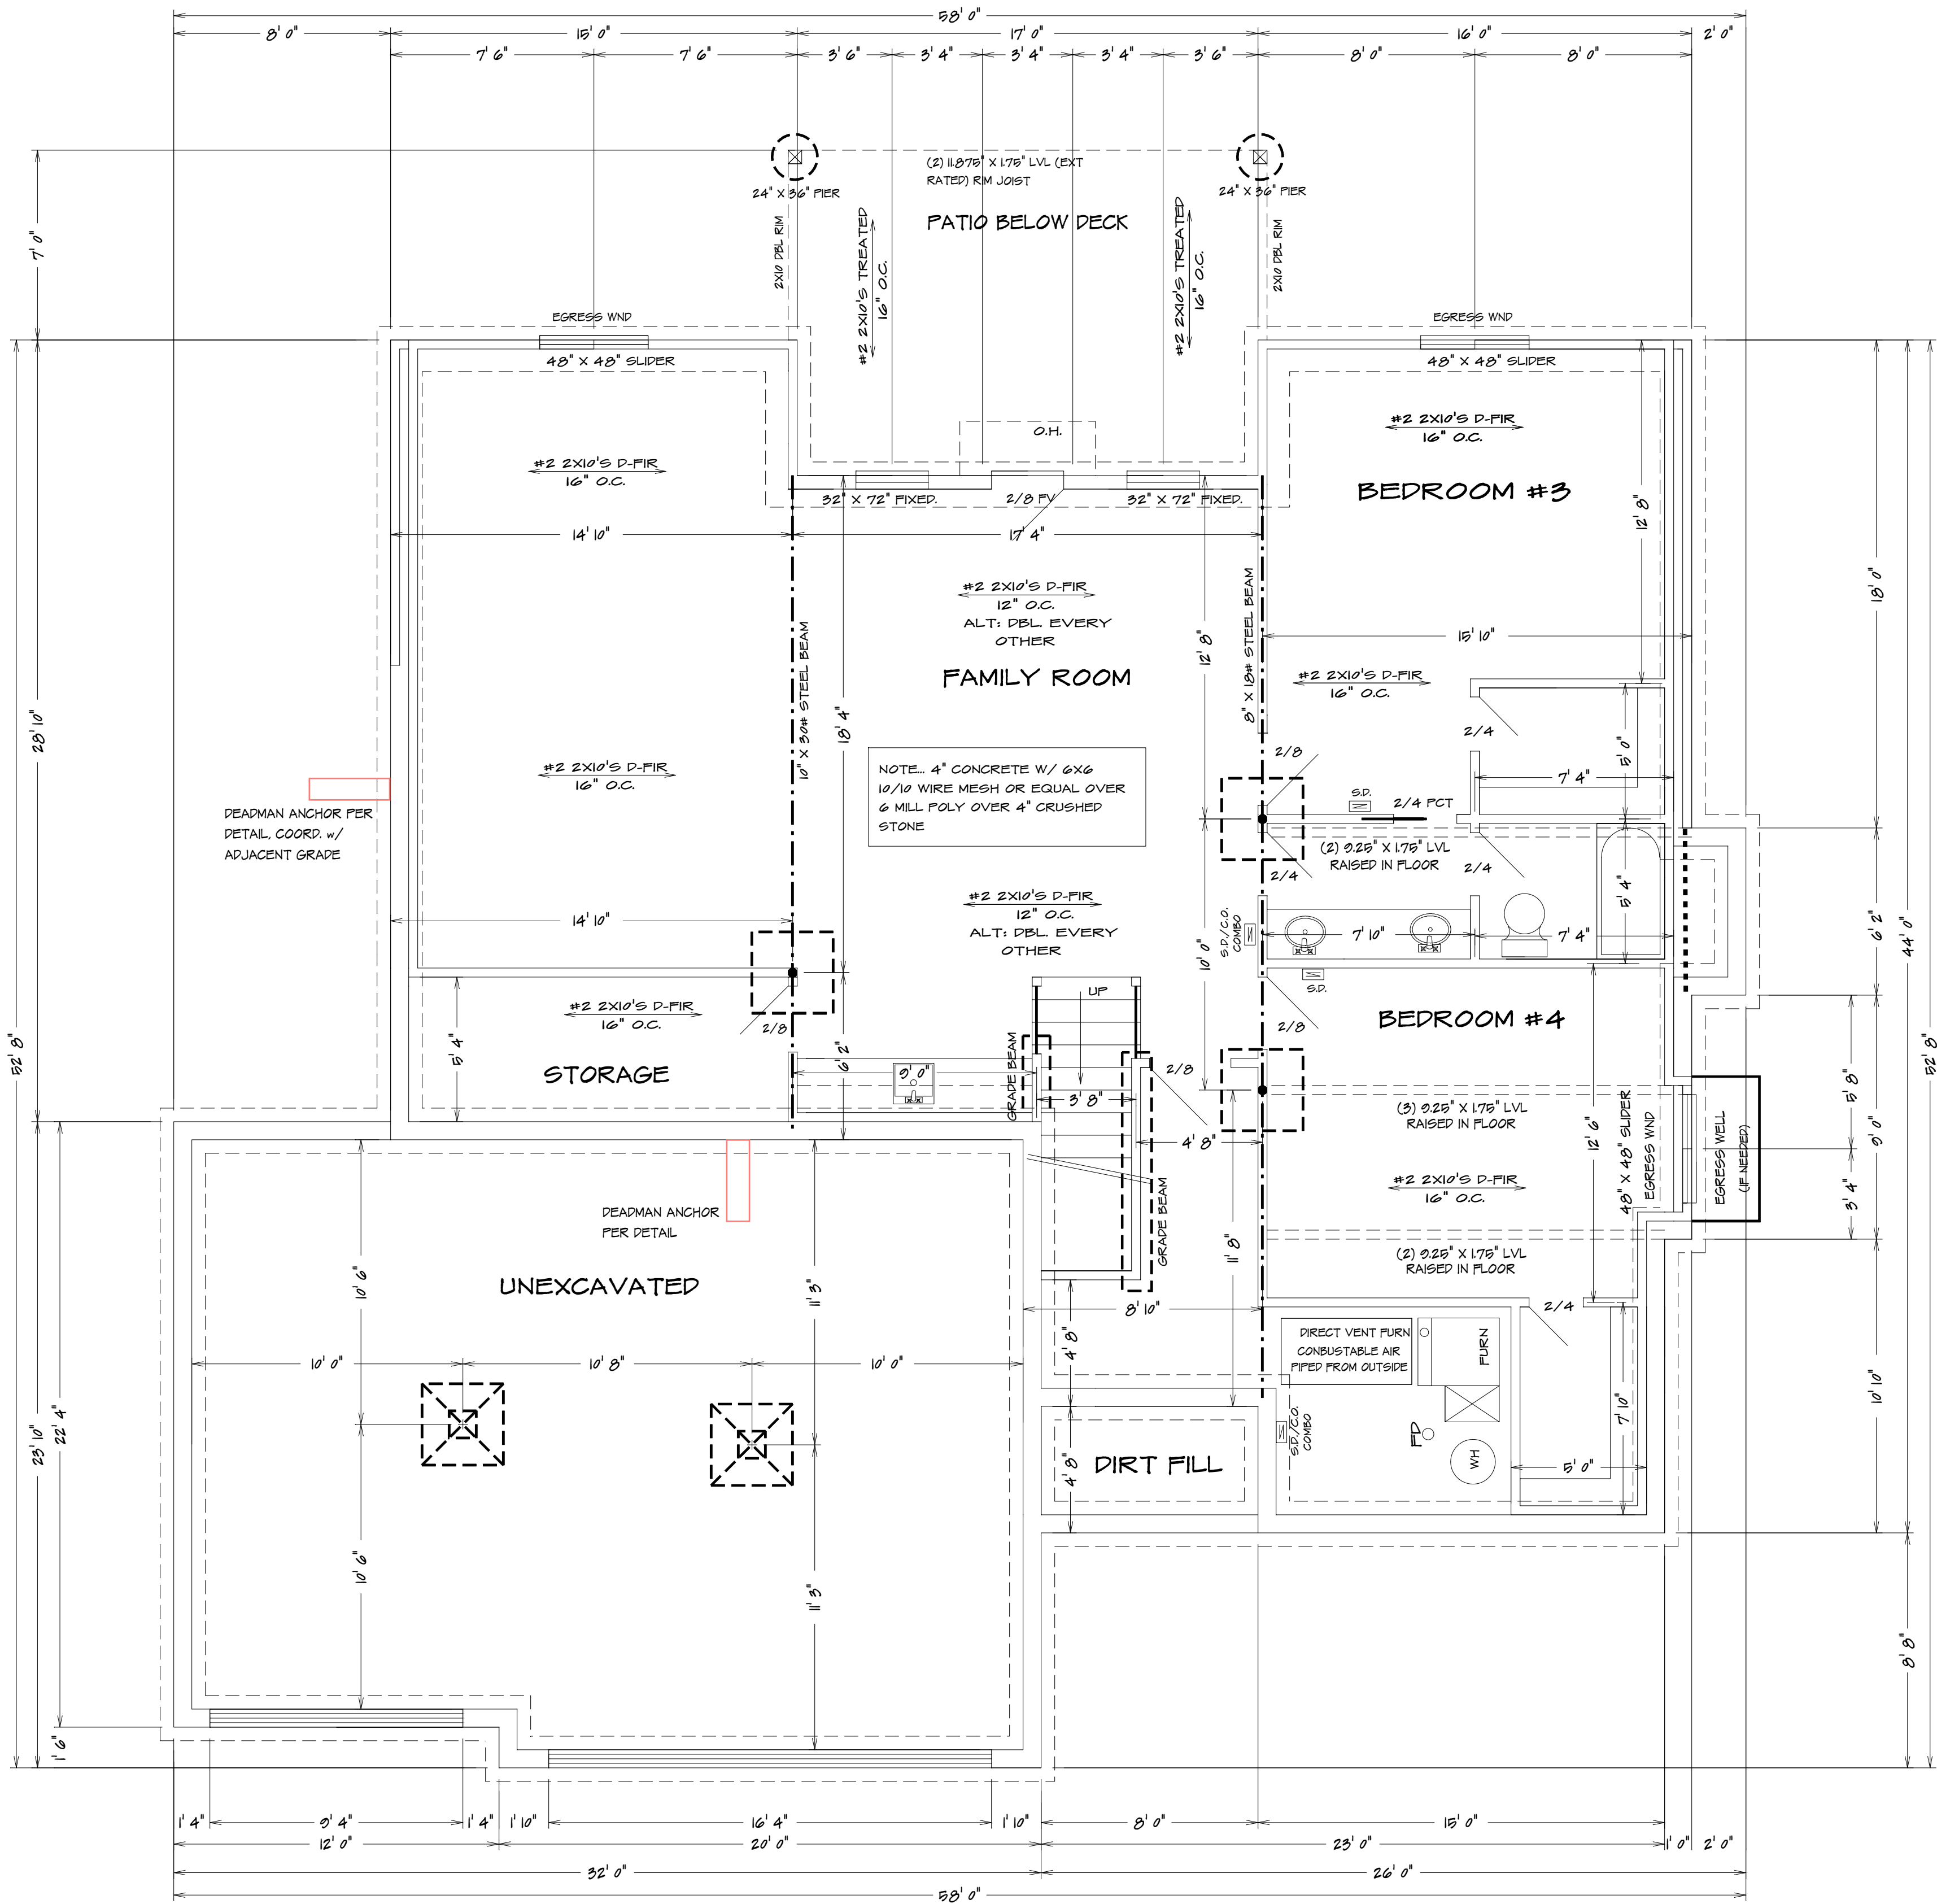 58' 0"
8' 0" 15' 0" 17' 0" 16' 0" 2' 0"
7' 6" 7' 6" 3' 6" 3' 4" 3' 4" 3' 4" 3' 6" 8' 0" 8' 0"
24" X 36" PIER
(2) 11.875" X 1.75" LVL (EXT
RATED) RIM JOIST
24" X 36" PIER
PATIO BELOW DECK
2X10 DBL RIM
#2 2X10'S TREATED
16" O.C.
#2 2X10'S TREATED
16" O.C.
2X10 DBL RIM
7' 0"
EGRESS WND
48" X 48" SLIDER
EGRESS WND
48" X 48" SLIDER
O.H.
#2 2X10'S D-FIR
16" O.C.
#2 2X10'S D-FIR
16" O.C.
BEDROOM #3
32" X 72" FIXED.
2/8 FV
32" X 72" FIXED.
12' 8"
14' 10"
17' 4"
18' 0"
#2 2X10'S D-FIR
12" O.C.
ALT: DBL. EVERY
OTHER
10" X 30# STEEL BEAM
8" X 18# STEEL BEAM
15' 10"
12' 8"
FAMILY ROOM
#2 2X10'S D-FIR
16" O.C.
28' 10"
18' 4"
2/4
2/8
5' 0"
7' 4"
#2 2X10'S D-FIR
16" O.C.
NOTE... 4" CONCRETE W/ 6X6
10/10 WIRE MESH OR EQUAL OVER
6 MILL POLY OVER 4" CRUSHED
STONE
S.D.
2/4 PCT
DEADMAN ANCHOR PER
DETAIL, COORD. w/
ADJACENT GRADE
(2) 9.25" X 1.75" LVL
RAISED IN FLOOR
2/4
2/4
5' 4"
#2 2X10'S D-FIR
12" O.C.
ALT: DBL. EVERY
OTHER
14' 10"
S.D./C.O.
COMBO
7' 10"
7' 4"
6' 2"
44' 0"
10' 0"
S.D.
UP
#2 2X10'S D-FIR
16" O.C.
2/8
BEDROOM #4
2/8
52' 8"
5' 4"
STORAGE
6' 2"
9' 0"
GRADE BEAM
3' 8"
2/8
4' 8"
52' 8"
5' 8"
9' 0"
(3) 9.25" X 1.75" LVL
RAISED IN FLOOR
12' 6"
48" X 48" SLIDER
EGRESS WND
EGRESS WELL
(IF NEEDED)
#2 2X10'S D-FIR
16" O.C.
3' 4"
DEADMAN ANCHOR
PER DETAIL
GRADE BEAM
11' 8"
(2) 9.25" X 1.75" LVL
RAISED IN FLOOR
UNEXCAVATED
10' 6"
11' 3"
8' 10"
2/4
4' 8"
DIRECT VENT FURN
CONBUSTABLE AIR
PIPED FROM OUTSIDE
FURN
10' 0" 10' 8" 10' 0"
10' 10"
7' 10"
23' 10"
22' 4"
S.D./C.O.
COMBO
FD
WH
5' 0"
4' 8"
DIRT FILL
10' 6"
11' 3"
8' 8"
1' 6"
1' 4" 9' 4" 1' 4" 1' 10" 16' 4" 1' 10" 8' 0" 15' 0"
12' 0" 20' 0" 23' 0" 1' 0" 2' 0"
32' 0" 26' 0"
58' 0"